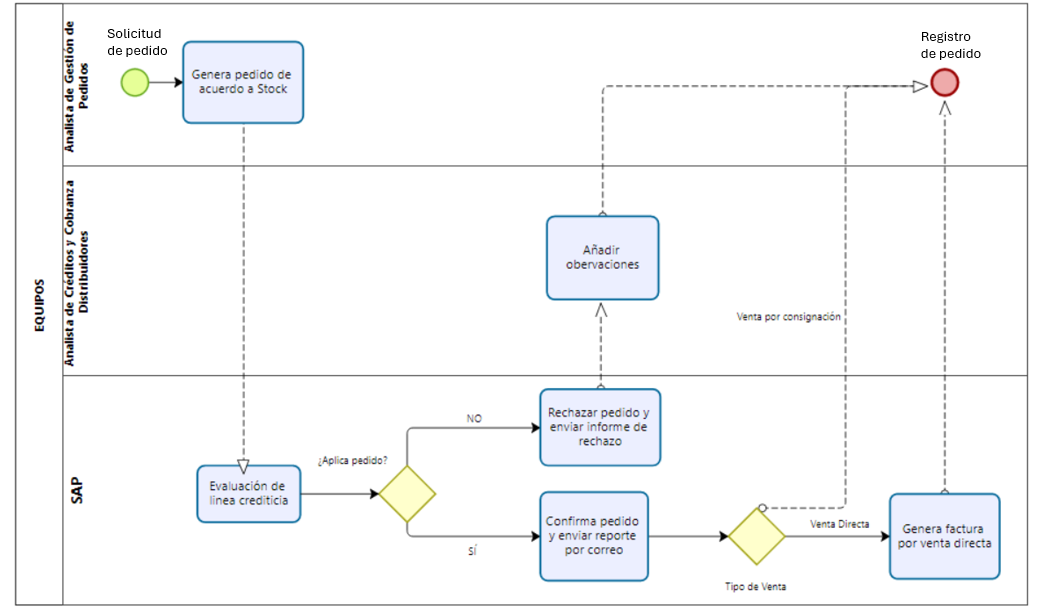 EQUIPOS
Analista de Gestión de
Pedidos
Solicitud
de pedido
Genera pedido de
acuerdo a Stock
Registro
de pedido
Analista de Créditos y Cobranza
Distribuidores
Añadir
obervaciones
Venta por consignación
SAP
Evaluación de
linea crediticia
¿Aplica pedido?
NO
Rechazar pedido y
enviar informe de
rechazo
SÍ
Confirma pedido
y enviar reporte
por correo
Tipo de Venta
Venta Directa
Genera factura
por venta directa